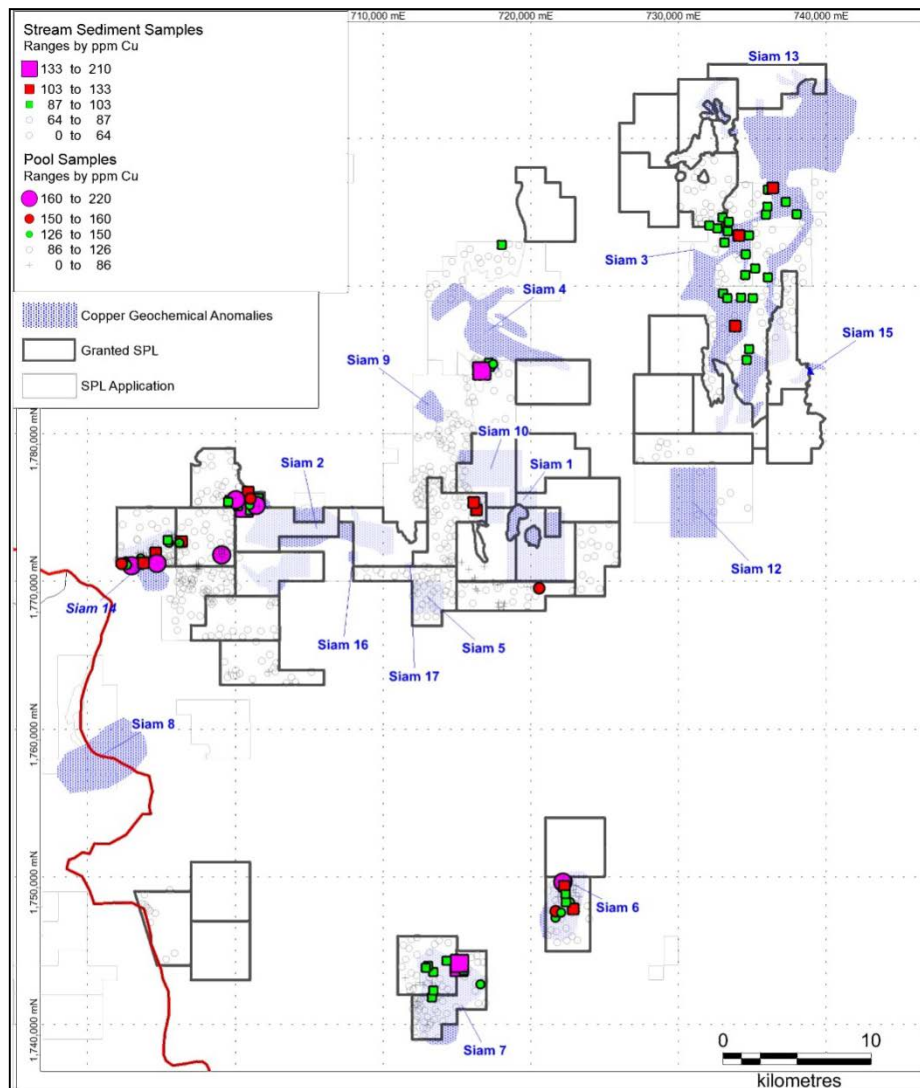 710,000 mE
720,000 mE
730,000 mE
740,000 mE
Stream Sediment Samples
Ranges by ppm Cu
133 to 210
103 to 133
87 to 103
64 to 87
0 to 64
Pool Samples
Ranges by ppm Cu
160 to 220
150 to 160
126 to 150
86 to 126
0 to 86
Copper Geochemical Anomalies
Granted SPL
SPL Application
Siam 13
Siam 3
Siam 4
Siam 15
Siam 9
1,780,000 mN
Siam 10
Siam 2
Siam 1
Siam 12
1,770,000 mN
Siam 14
Siam 16
Siam 5
Siam 17
Siam 8
1,760,000 mN
1,750,000 mN
Siam 6
1,740,000 mN
Siam 7
0 10
kilometres